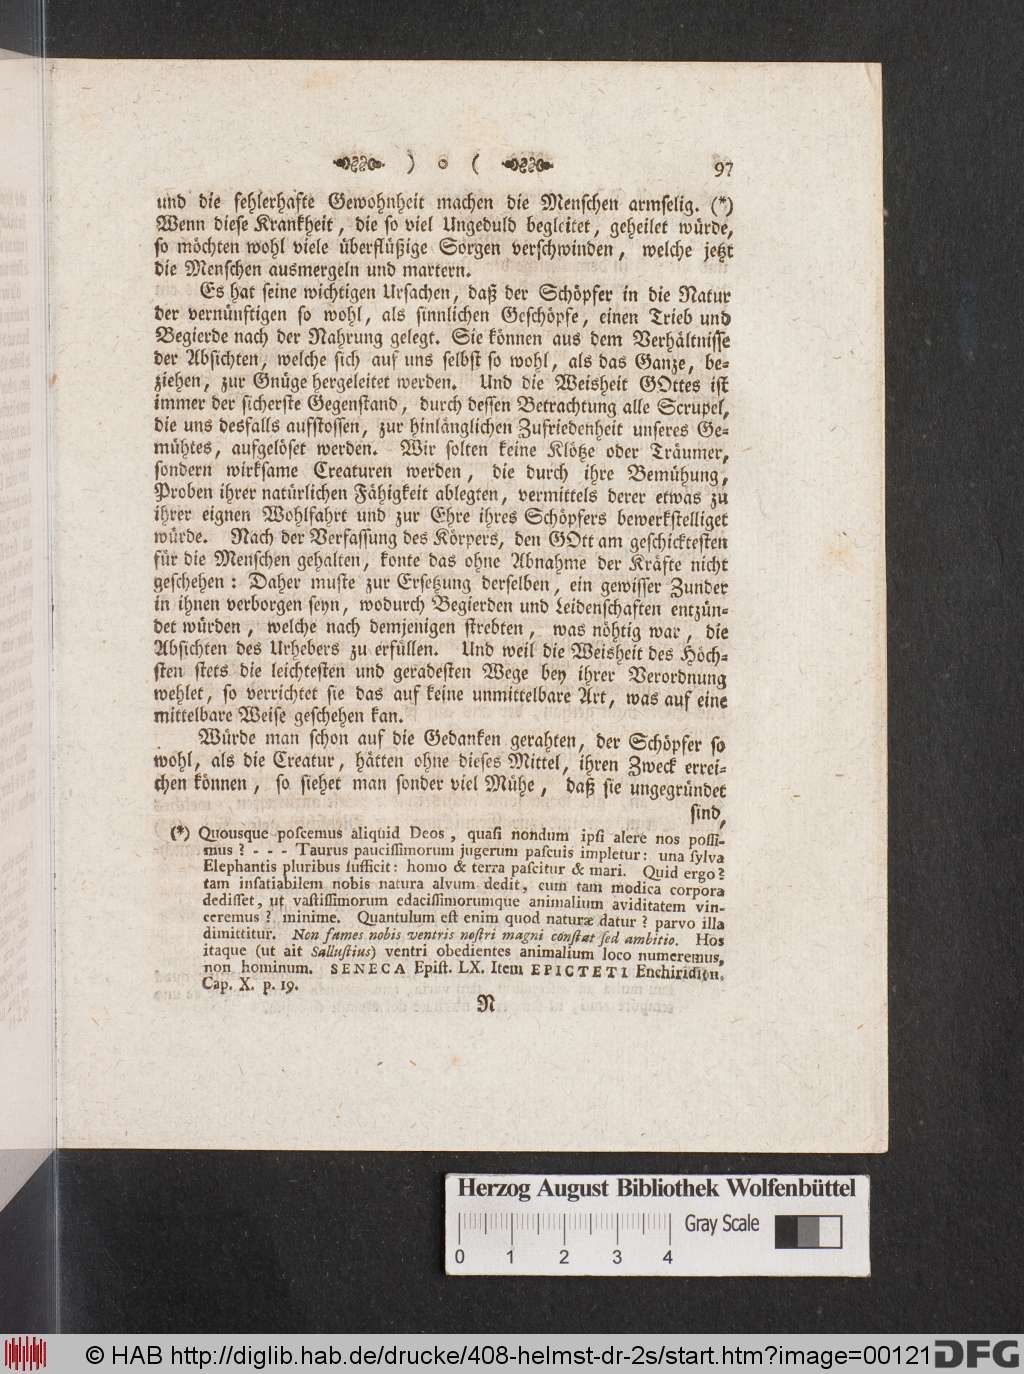 ) o ( 97
und die fehlerhafte Gewohnheit machen die Menschen armselig. (*)
Wenn diese Krankheit, die so viel Ungeduld begleitet, geheilet würde,
so möchten wohl viele überflüßige Sorgen verschwinden, welche jetzt
die Menschen ausmergeln und martern.
Es hat seine wichtigen Ursachen, daß der Schöpfer in die Natur
der vernünftigen so wohl, als sinnlichen Geschöpfe, einen Trieb und
Begierde nach der Nahrung gelegt. Sie können aus dem Verhältnisse
der Absichten, welche sich auf uns selbst so wohl, als das Ganze, be-
ziehen, zur Gnüge hergeleitet werden. Und die Weisheit GOttes ist
immer der sicherste Gegenstand, durch dessen Betrachtung alle Scrupel,
die uns desfalls aufstossen, zur hinlänglichen Zufriedenheit unseres Ge-
mühtes, aufgelöset werden. Wir solten keine Klötze oder Träumer,
sondern wirksame Creaturen werden, die durch ihre Bemühung,
Proben ihrer natürlichen Fähigkeit ablegten, vermittels derer etwas zu
ihrer eignen Wohlfahrt und zur Ehre ihres Schöpfers bewerkstelliget
würde. Nach der Verfassung des Körpers, den GOtt am geschicktesten
für die Menschen gehalten, konte das ohne Abnahme der Kräfte nicht
geschehen: Daher muste zur Ersetzung derselben, ein gewisser Zunder
in ihnen verborgen seyn, wodurch Begierden und Leidenschaften entzün-
det würden, welche nach demjenigen strebten, was nöhtig war, die
Absichten des Urhebers zu erfüllen. Und weil die Weisheit des Höch-
sten stets die leichtesten und geradesten Wege bey ihrer Verordnung
wehlet, so verrichtet sie das auf keine unmittelbare Art, was auf eine
mittelbare Weise geschehen kan.
Würde man schon auf die Gedanken gerahten, der Schöpfer so
wohl, als die Creatur, hätten ohne dieses Mittel, ihren Zweck errei-
chen können, so siehet man sonder viel Mühe, daß sie ungegründet
sind,
(*) Quousque poscemus aliquid Deos, quasi nondum ipsi alere nos possi-
mus? - - - Taurus paucissimorum jugerum pascuis impletur: una sylva
Elephantis pluribus sufficit: homo & terra pascitur & mari. Quid ergo?
tam insatiabilem nobis natura alvum dedit, cum tam modica corpora
dedisset, ut vastissimorum edacissimorumque animalium aviditatem vin-
ceremus? minime. Quantulum est enim quod naturæ datur? parvo illa
dimittitur. Non fames nobis ventris nostri magni constat sed ambitio. Hos
itaque (ut ait Sallustius) ventri obedientes animalium loco numeremus,
non hominum. SENECA Epist. LX. Item EPICTETI Enchiridion.
Cap. X. p. 19.
N
Herzog August Bibliothek Wolfenbüttel
Gray Scale
0 1 2 3 4
© HAB http://diglib.hab.de/drucke/408-helmst-dr-2s/start.htm?image=00121
DFG